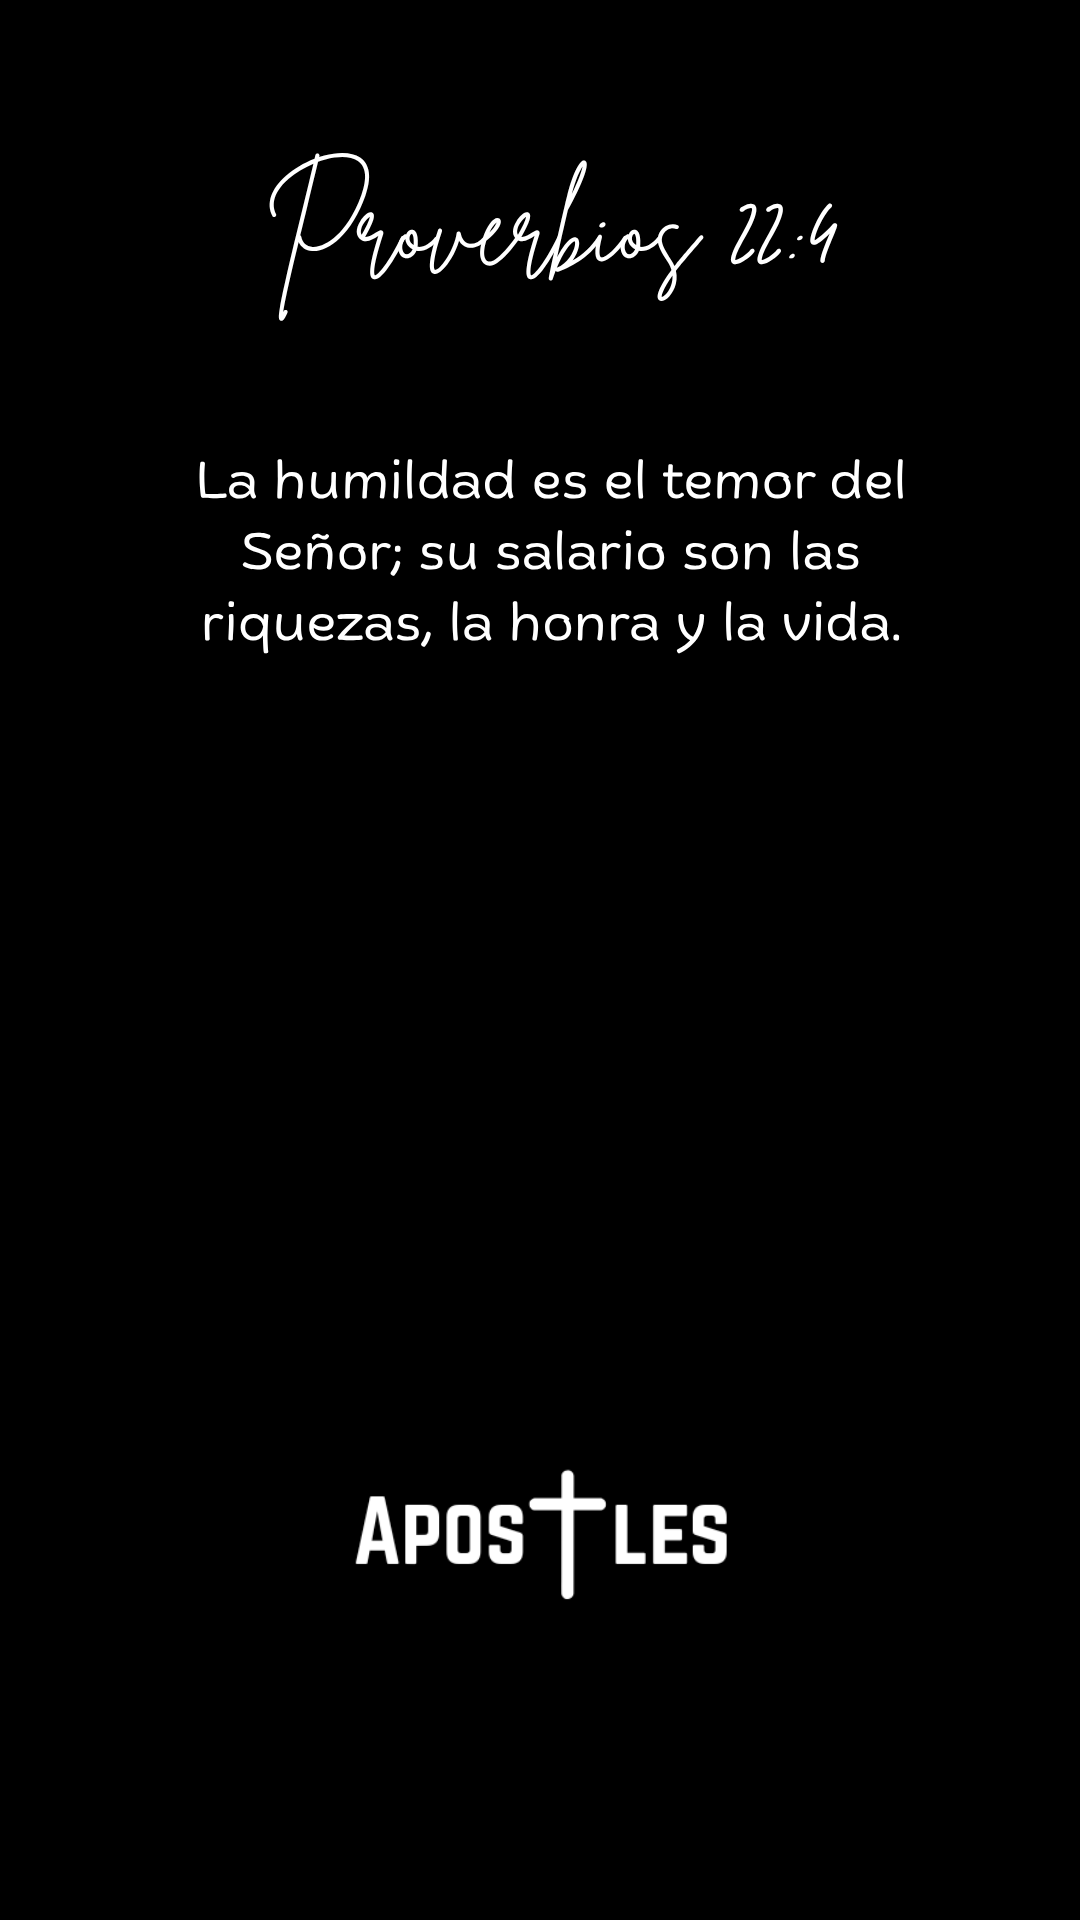 Proverbios 22:4
La humildad es el temor del
Señor; su salario son las
riquezas, la honra y la vida.
APOSTLES